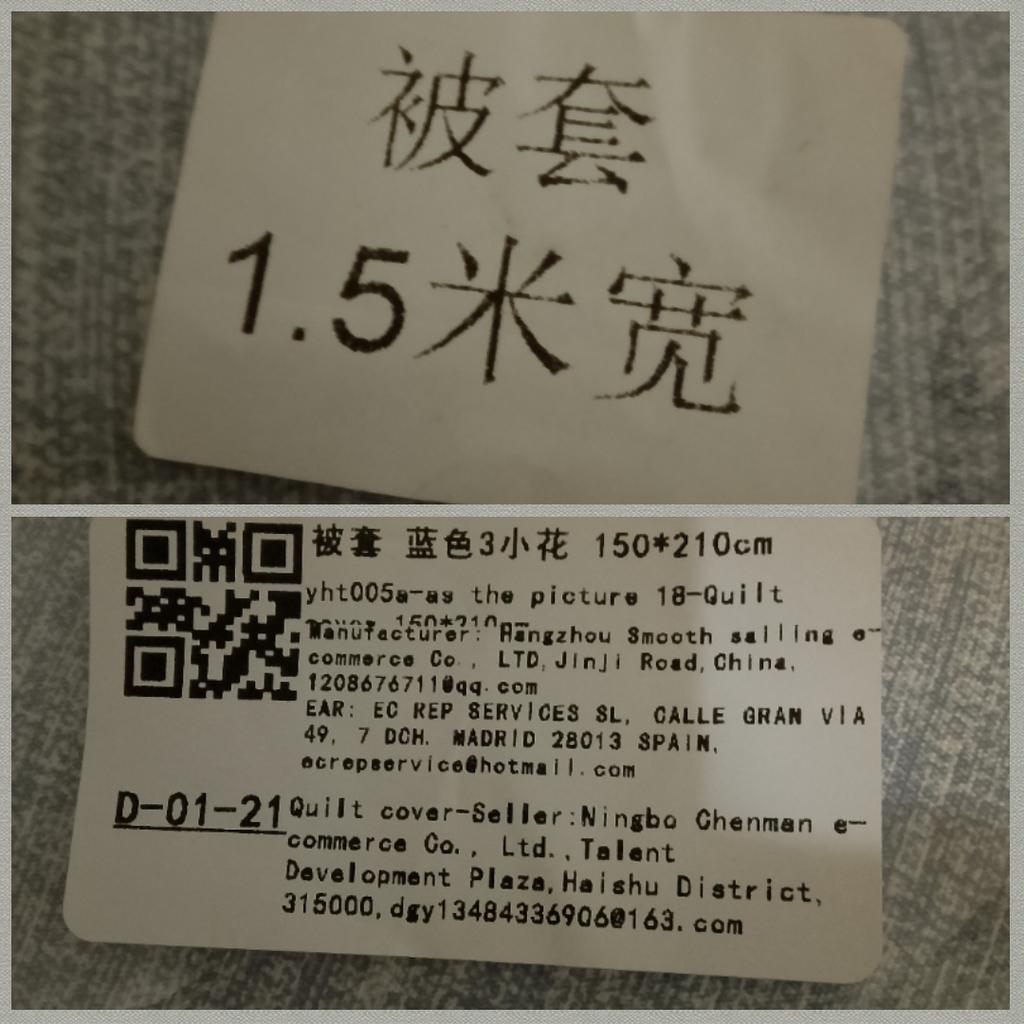 被套
1.5米宽
被套 蓝色3小花 150*210cm
yht005a-as the picture 18-Quilt
150*210cm
Manufacturer: Hangzhou Smooth sailing e-
commerce Co., LTD,Jinji Road,China,
1208676711@qq.com
EAR: EC REP SERVICES SL, CALLE GRAN VIA
49, 7 DCH. MADRID 28013 SPAIN,
ecrepservice@hotmail.com
D-01-21
Quilt cover-Seller:Ningbo Chenman e-
commerce Co., Ltd.,Talent
Development Plaza,Haishu District,
315000,dgy13484336906@163.com